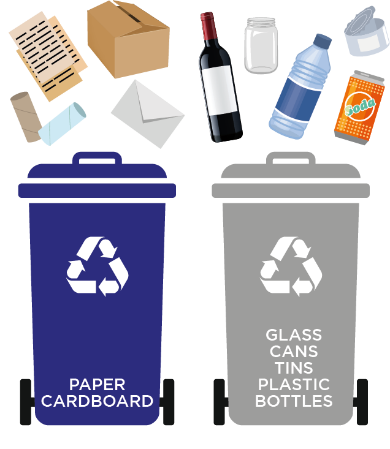 soda
PAPER
CARDBOARD
GLASS
CANS
TINS
PLASTIC
BOTTLES